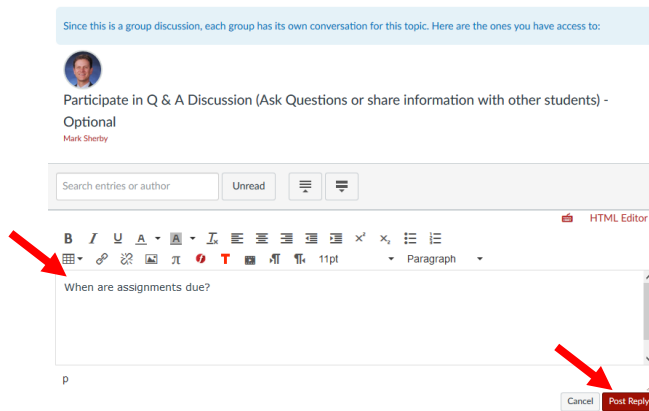 Since this is a group discussion, each group has its own conversation for this topic. Here are the ones you have access to:
Participate in Q & A Discussion (Ask Questions or share information with other students) -
Optional
Mark Sherby
Search entries or author Unread
HTML Editor
B I U A A Tx x² x₂
π T ¶ ¶ 11pt Paragraph
When are assignments due?
p
Cancel Post Reply